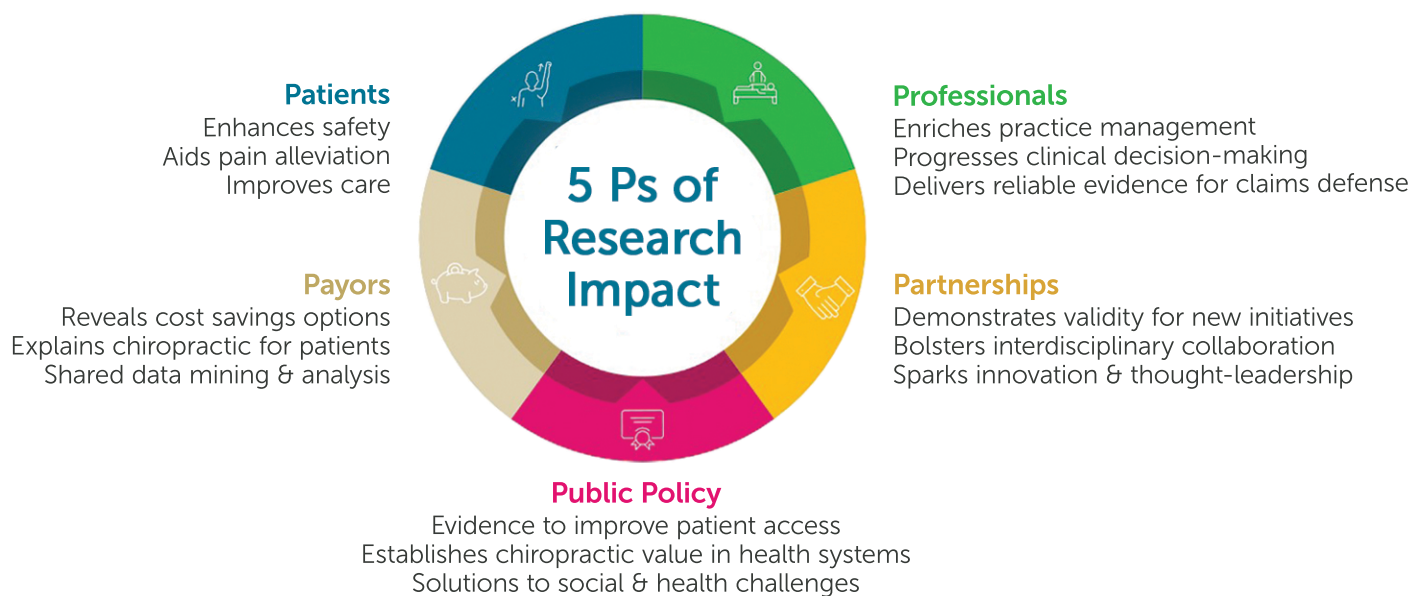 5 Ps of
Research
Impact
Patients
Enhances safety
Aids pain alleviation
Improves care
Professionals
Enriches practice management
Progresses clinical decision-making
Delivers reliable evidence for claims defense
Payors
Reveals cost savings options
Explains chiropractic for patients
Shared data mining & analysis
Partnerships
Demonstrates validity for new initiatives
Bolsters interdisciplinary collaboration
Sparks innovation & thought-leadership
Public Policy
Evidence to improve patient access
Establishes chiropractic value in health systems
Solutions to social & health challenges